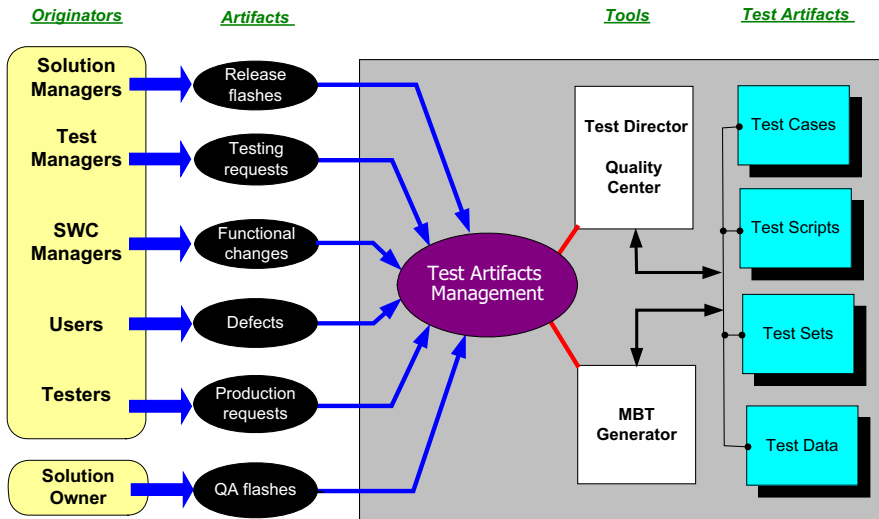 Originators
Artifacts
Tools
Test Artifacts
Solution
Managers
Release
flashes
Test
Managers
Testing
requests
SWC
Managers
Functional
changes
Users
Defects
Testers
Production
requests
Solution
Owner
QA flashes
Test Artifacts
Management
Test Director
Quality
Center
MBT
Generator
Test Cases
Test Scripts
Test Sets
Test Data